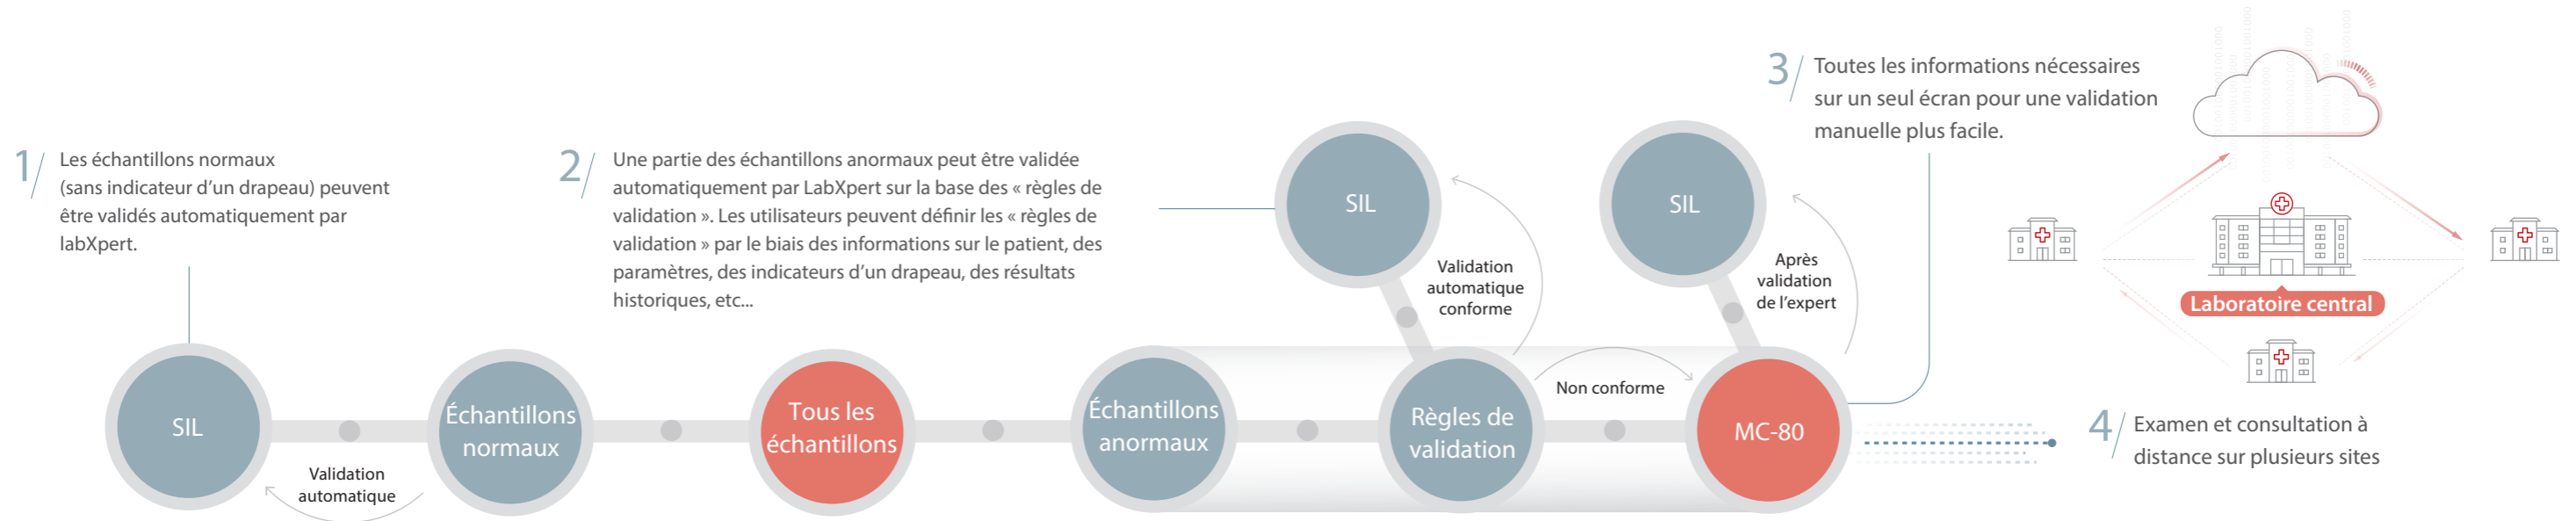 1/
Les échantillons normaux
(sans indicateur d’un drapeau) peuvent
être validés automatiquement par
labXpert.
2/
Une partie des échantillons anormaux peut être validée
automatiquement par LabXpert sur la base des « règles de
validation ». Les utilisateurs peuvent définir les « règles de
validation » par le biais des informations sur le patient, des
paramètres, des indicateurs d’un drapeau, des résultats
historiques, etc...
3/
Toutes les informations nécessaires
sur un seul écran pour une validation
manuelle plus facile.
SIL
SIL
Validation
automatique
conforme
Après
validation
de l’expert
Laboratoire central
SIL
Validation
automatique
Échantillons
normaux
Tous les
échantillons
Échantillons
anormaux
Règles de
validation
Non conforme
MC-80
4/
Examen et consultation à
distance sur plusieurs sites